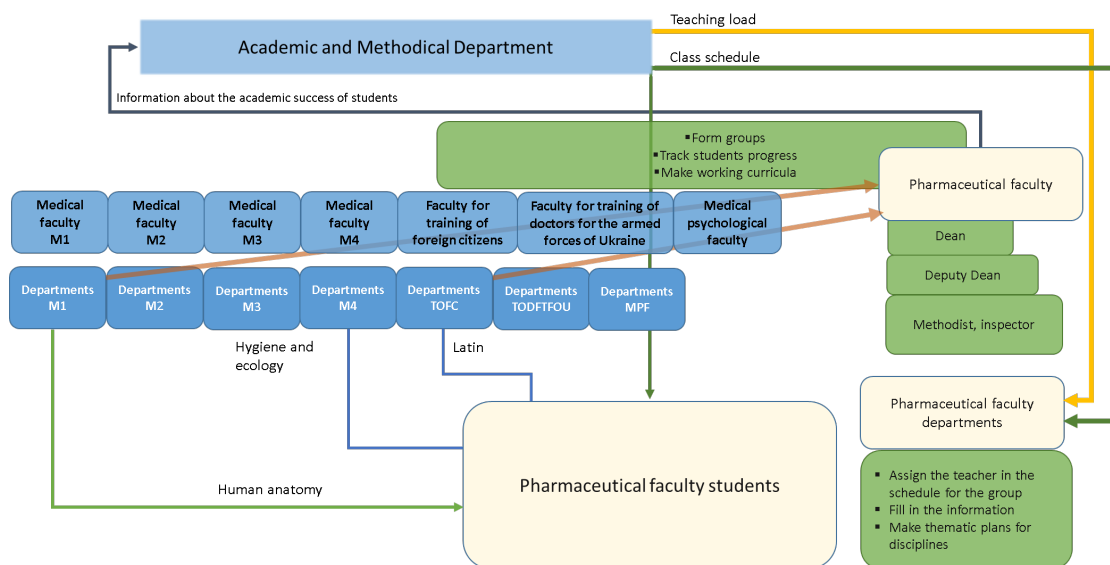 Teaching load
Academic and Methodical Department
Class schedule
Information about the academic success of students
▪Form groups
▪Track students progress
▪Make working curricula
Pharmaceutical faculty
Medical
faculty
M1
Medical
faculty
M2
Medical
faculty
M3
Medical
faculty
M4
Faculty for
training of
foreign citizens
Faculty for training of
doctors for the armed
forces of Ukraine
Medical
psychological
faculty
Dean
Deputy Dean
Methodist, inspector
Departments
M1
Departments
M2
Departments
M3
Departments
M4
Departments
TOFC
Departments
TODFTFOU
Departments
MPF
Hygiene and
ecology
Latin
Pharmaceutical faculty
departments
Human anatomy
Pharmaceutical faculty students
▪ Assign the teacher in the
schedule for the group
▪ Fill in the information
▪ Make thematic plans for
disciplines